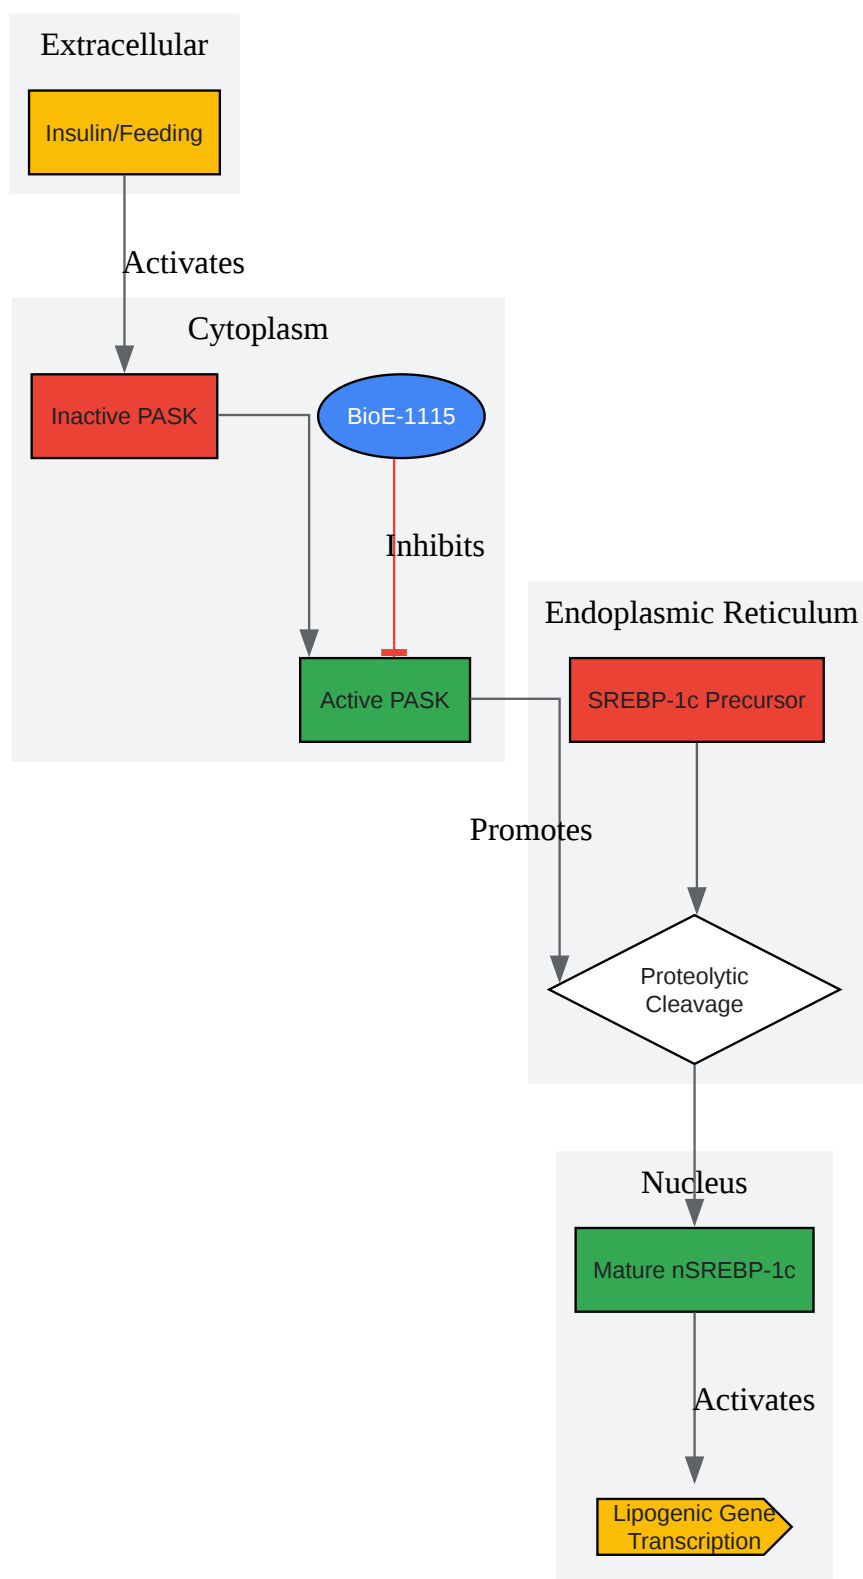 Extracellular
Insulin/Feeding
Activates
Cytoplasm
Inactive PASK
BioE-1115
Inhibits
Endoplasmic Reticulum
Active PASK
SREBP-1c Precursor
Promotes
Proteolytic
Cleavage
Nucleus
Mature nSREBP-1c
Activates
Lipogenic Gene
Transcription